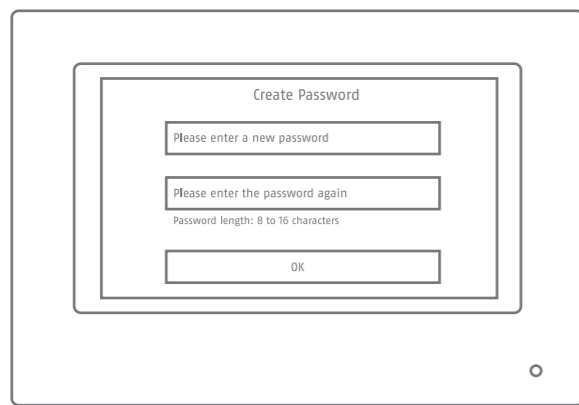 Create Password
Please enter a new password
Please enter the password again
Password length: 8 to 16 characters
OK